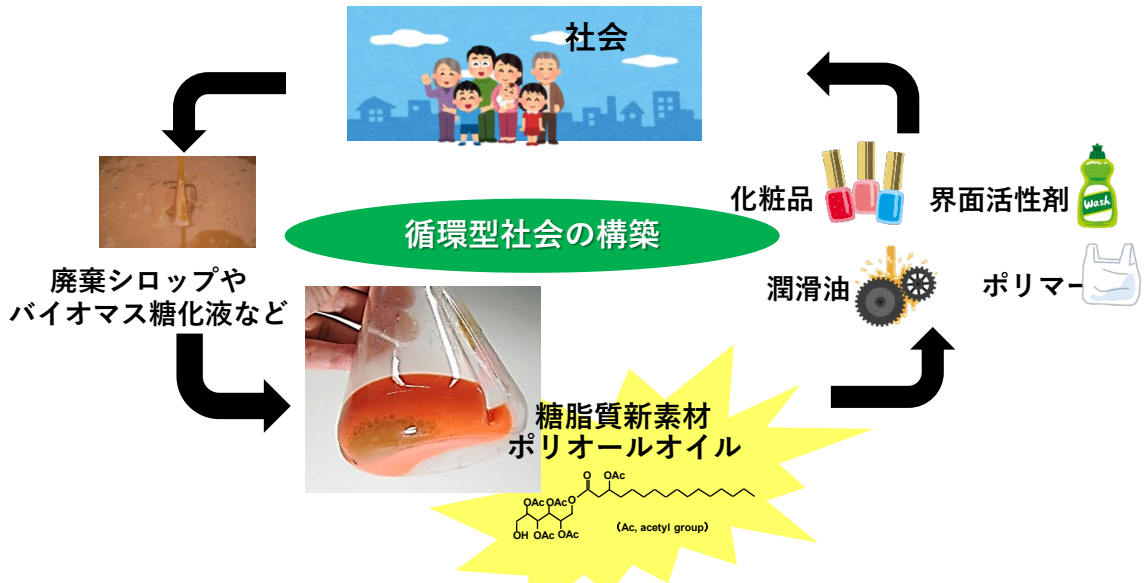 社会
化粧品
界面活性剤
Wash
循環型社会の構築
廃棄シロップや
バイオマス糖化液など
潤滑油
ポリマー
糖脂質新素材
ポリオールオイル
O
OAc
OAc
OAc
O
OH
OAc
OAc
(Ac, acetyl group)